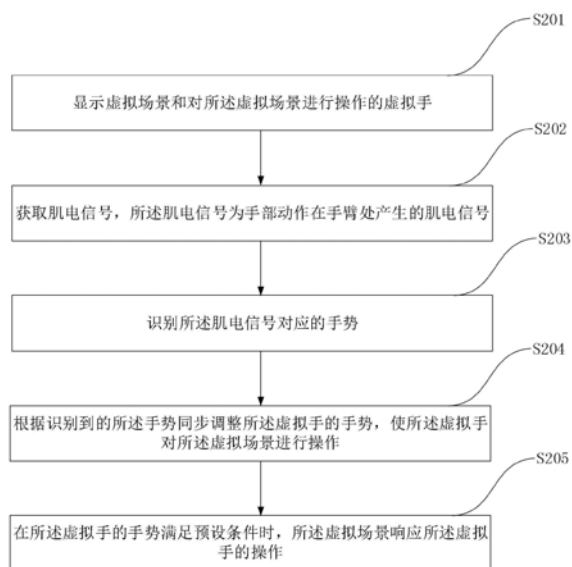 S201
显示虚拟场景和对所述虚拟场景进行操作的虚拟手
S202
获取肌电信号，所述肌电信号为手部动作在手臂处产生的肌电信号
S203
识别所述肌电信号对应的手势
S204
根据识别到的所述手势同步调整所述虚拟手的手势，使所述虚拟手
对所述虚拟场景进行操作
S205
在所述虚拟手的手势满足预设条件时，所述虚拟场景响应所述虚拟
手的操作